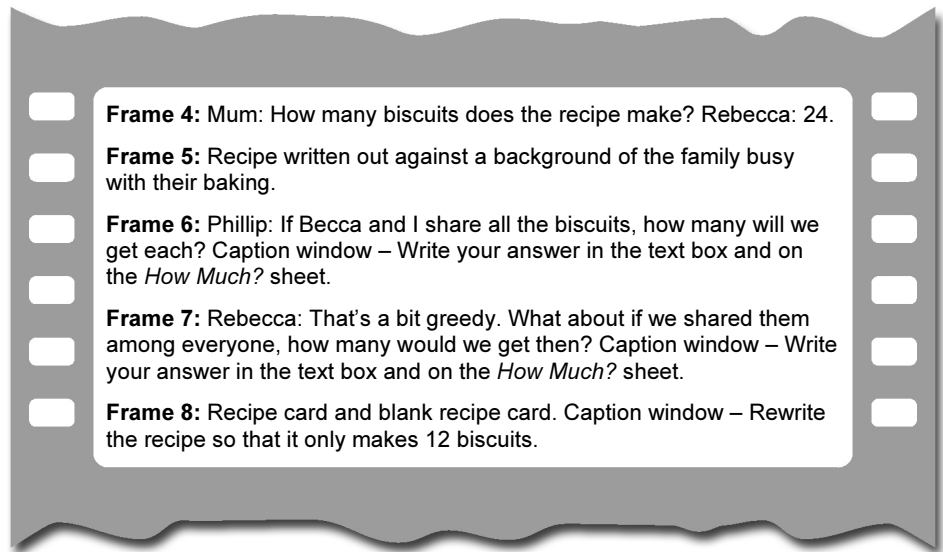 Frame 4: Mum: How many biscuits does the recipe make? Rebecca: 24.
Frame 5: Recipe written out against a background of the family busy
with their baking.
Frame 6: Phillip: If Becca and I share all the biscuits, how many will we
get each? Caption window – Write your answer in the text box and on
the How Much? sheet.
Frame 7: Rebecca: That's a bit greedy. What about if we shared them
among everyone, how many would we get then? Caption window – Write
your answer in the text box and on the How Much? sheet.
Frame 8: Recipe card and blank recipe card. Caption window – Rewrite
the recipe so that it only makes 12 biscuits.